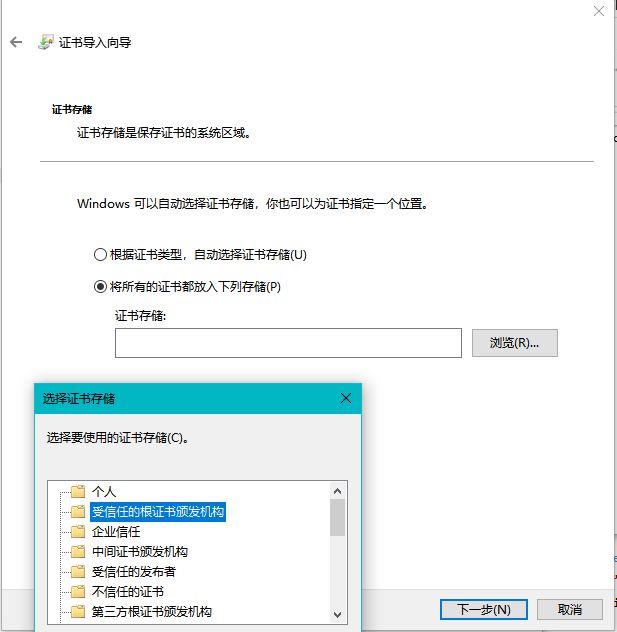 证书导入向导
证书存储
证书存储是保存证书的系统区域。
Windows 可以自动选择证书存储，你也可以为证书指定一个位置。
根据证书类型，自动选择证书存储(U)
将所有的证书都放入下列存储(P)
证书存储:
浏览(R)...
选择证书存储
选择要使用的证书存储(C)。
个人
受信任的根证书颁发机构
企业信任
中间证书颁发机构
受信任的发布者
不信任的证书
第三方根证书颁发机构
下一步(N)
取消